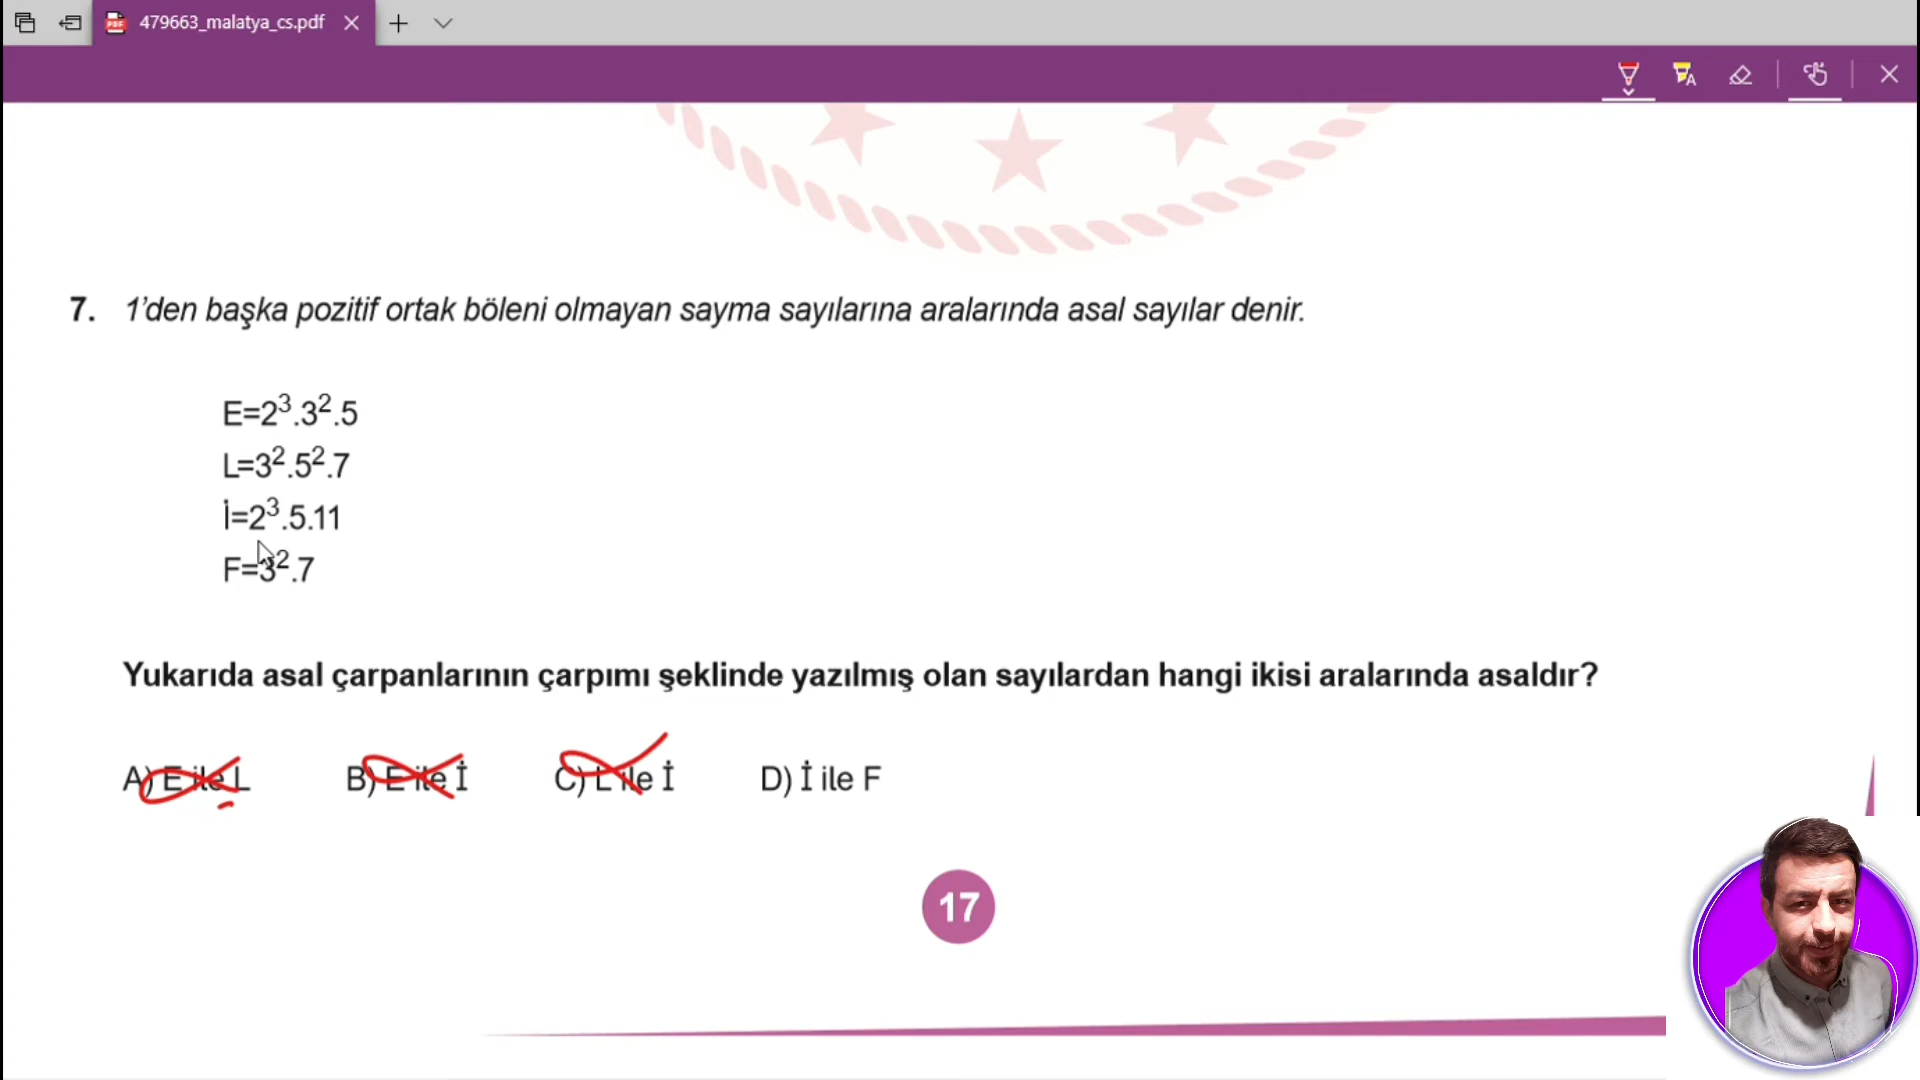 479663_malatya_cs.pdf
7. 1’den başka pozitif ortak böleni olmayan sayma sayılarına aralarında asal sayılar denir.
E=2³.3².5
L=3².5².7
İ=2³.5.11
F=3².7
Yukarıda asal çarpanlarının çarpımı şeklinde yazılmış olan sayılardan hangi ikisi aralarında asaldır?
A) E ile L B) E ile İ C) L ile İ D) İ ile F
17